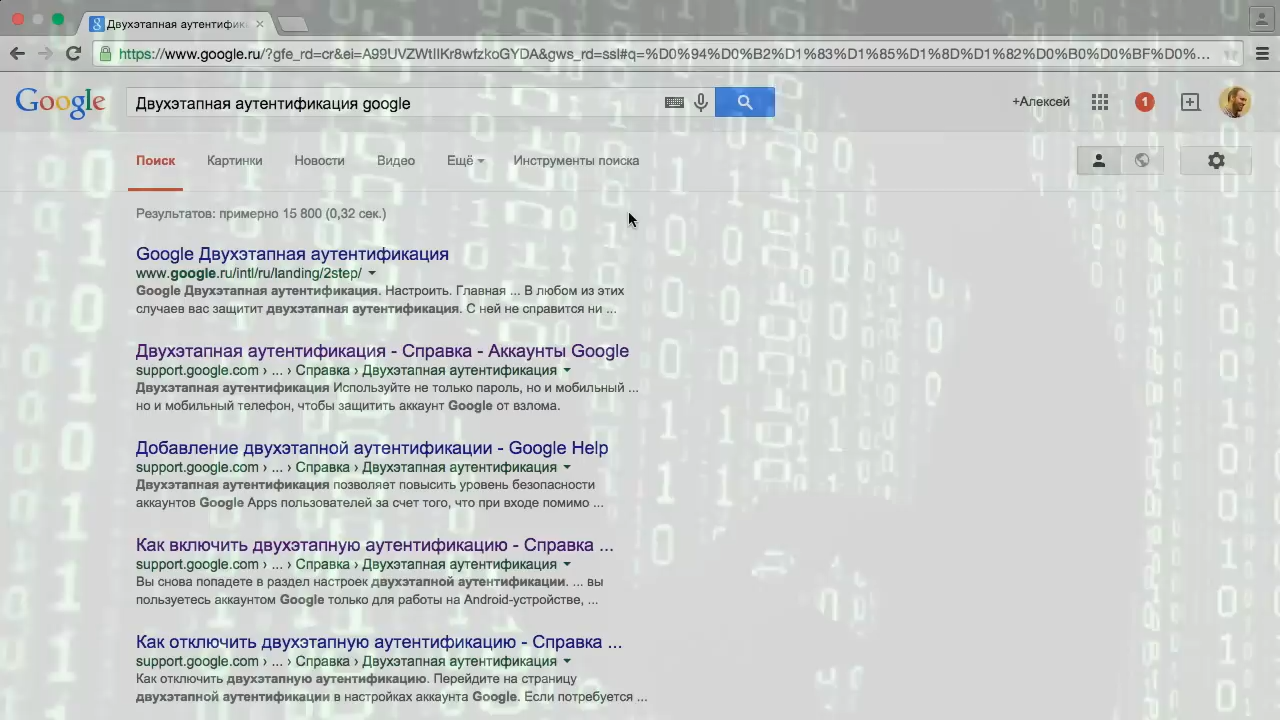 Двухэтапная аутентифик
https://www.google.ru/?gfe_rd=cr&ei=A99UVZWtIIKr8wfzkoGYDA&gws_rd=ssl#q=%D0%94%D0%B2%D1%83%D1%85%D1%8D%D1%82%D0%B0%D0%BF%D0%...
Google
Двухэтапная аутентификация google
+Алексей
1
Поиск Картинки Новости Видео Ещё Инструменты поиска
Результатов: примерно 15 800 (0,32 сек.)
Google Двухэтапная аутентификация
www.google.ru/intl/ru/landing/2step/
Google Двухэтапная аутентификация. Настроить. Главная ... В любом из этих
случаев вас защитит двухэтапная аутентификация. С ней не справится ни ...
Двухэтапная аутентификация - Справка - Аккаунты Google
support.google.com › ... › Справка › Двухэтапная аутентификация
Двухэтапная аутентификация Используйте не только пароль, но и мобильный ...
но и мобильный телефон, чтобы защитить аккаунт Google от взлома.
Добавление двухэтапной аутентификации - Google Help
support.google.com › ... › Справка › Двухэтапная аутентификация
Двухэтапная аутентификация позволяет повысить уровень безопасности
аккаунтов Google Apps пользователей за счет того, что при входе помимо ...
Как включить двухэтапную аутентификацию - Справка ...
support.google.com › ... › Справка › Двухэтапная аутентификация
Вы снова попадете в раздел настроек двухэтапной аутентификации. ... вы
пользуетесь аккаунтом Google только для работы на Android-устройстве, ...
Как отключить двухэтапную аутентификацию - Справка ...
support.google.com › ... › Справка › Двухэтапная аутентификация
Как отключить двухэтапную аутентификацию. Перейдите на страницу
двухэтапной аутентификации в настройках аккаунта Google. Если потребуется ...